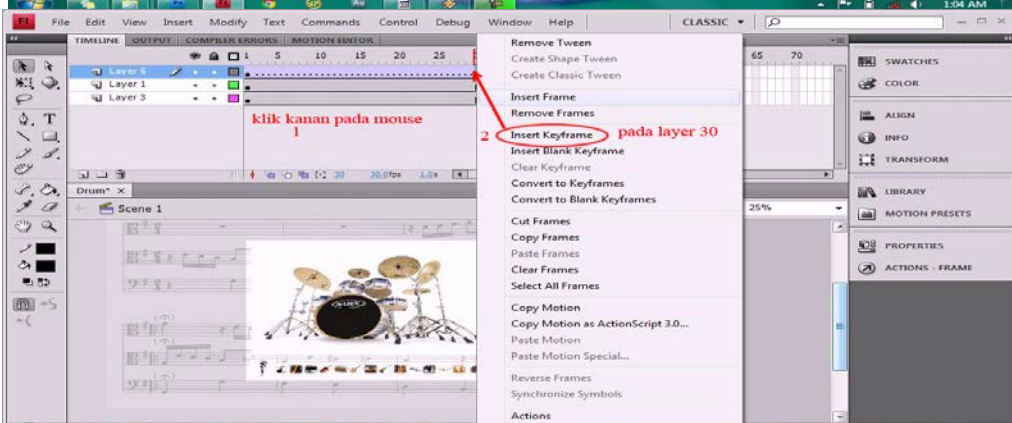 1:04 AM
FL File Edit View Insert Modify Text Commands Control Debug Window Help CLASSIC
TIMELINE OUTPUT COMPILER ERRORS MOTION EDITOR
1 5 10 15 20 25 65 70
Layer 6
Layer 1
Layer 3
klik kanan pada mouse
1
2
pada layer 30
30 30.0fps 1.0s
Drum* ×
Scene 1
25%
Remove Tween
Create Shape Tween
Create Classic Tween
Insert Frame
Remove Frames
Insert Keyframe
Insert Blank Keyframe
Clear Keyframe
Convert to Keyframes
Convert to Blank Keyframes
Cut Frames
Copy Frames
Paste Frames
Clear Frames
Select All Frames
Copy Motion
Copy Motion as ActionScript 3.0...
Paste Motion
Paste Motion Special...
Reverse Frames
Synchronize Symbols
Actions
SWATCHES
COLOR
ALIGN
INFO
TRANSFORM
LIBRARY
MOTION PRESETS
PROPERTIES
ACTIONS - FRAME